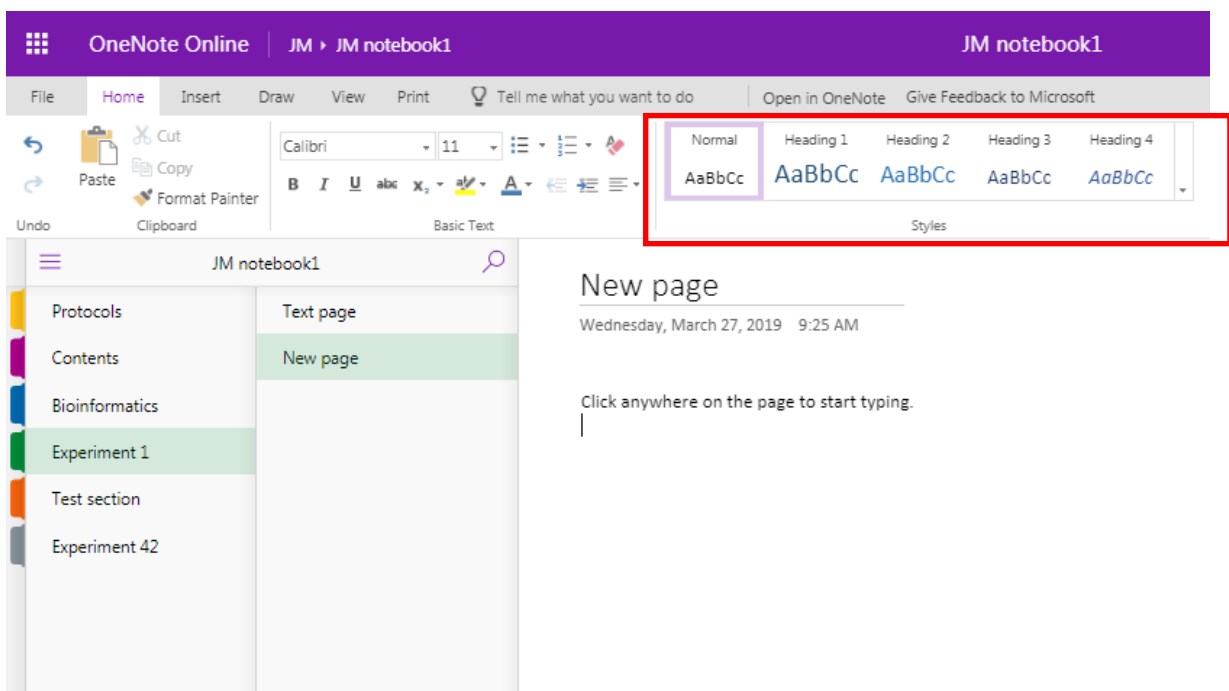 OneNote Online JM ▸ JM notebook1 JM notebook1
File Home Insert Draw View Print Tell me what you want to do Open in OneNote Give Feedback to Microsoft
Cut
Copy
Paste
Format Painter
Undo
Clipboard
Calibri 11
B I U abc x₂ aby A
Basic Text
Normal Heading 1 Heading 2 Heading 3 Heading 4
AaBbCc AaBbCc AaBbCc AaBbCc AaBbCc
Styles
JM notebook1
Protocols
Contents
Bioinformatics
Experiment 1
Test section
Experiment 42
Text page
New page
New page
Wednesday, March 27, 2019 9:25 AM
Click anywhere on the page to start typing.